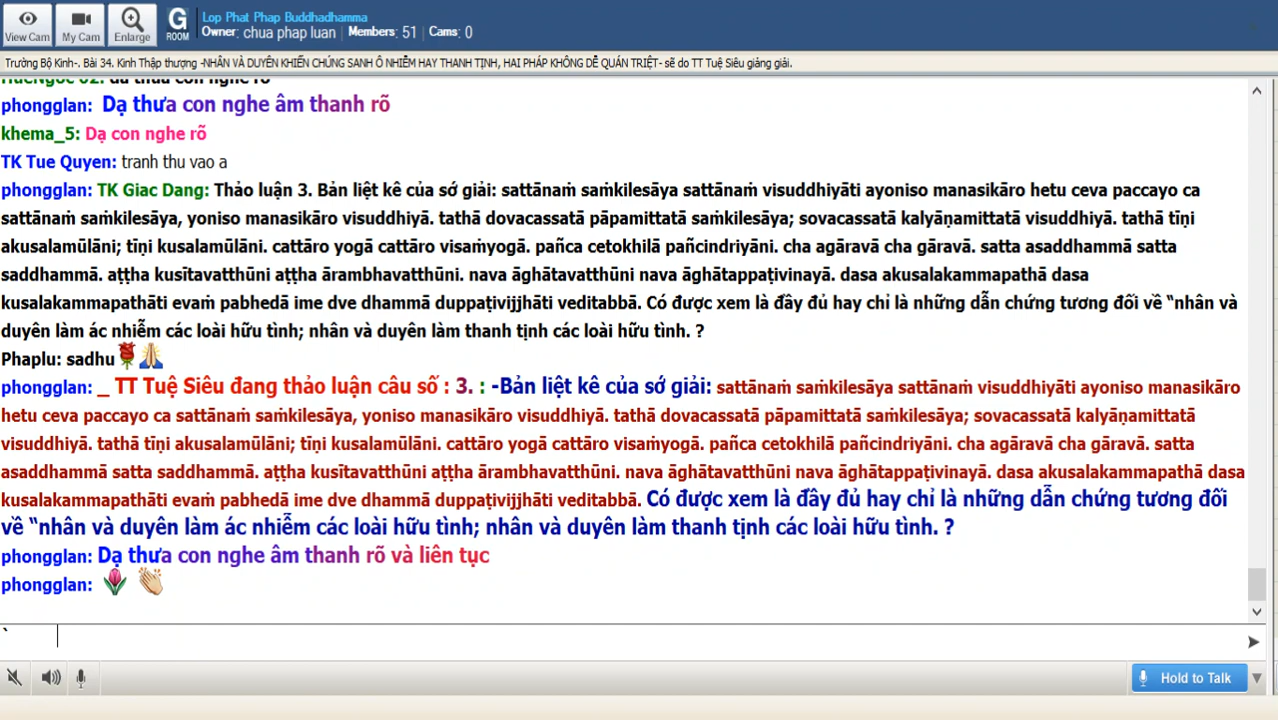 View Cam
My Cam
Enlarge
G
ROOM
Lop Phat Phap Buddhadhamma
Owner: chua phap luan | Members: 51 | Cams: 0
Trường Bộ Kinh-. Bài 34. Kinh Thập thượng -NHÂN VÀ DUYÊN KHIẾN CHÚNG SANH Ô NHIỄM HAY THANH TỊNH, HAI PHÁP KHÔNG DỄ QUÁN TRIỆT- sẽ do TT Tuệ Siêu giảng giải.
phongglan: Dạ thưa con nghe âm thanh rõ
khema_5: Dạ con nghe rõ
TK Tue Quyen: tranh thu vao a
phongglan: TK Giac Dang: Thảo luận 3. Bản liệt kê của sớ giải: sattānaṁ saṁkilesāya sattānaṁ visuddhiyāti ayoniso manasikāro hetu ceva paccayo ca
sattānaṁ saṁkilesāya, yoniso manasikāro visuddhiyā. tathā dovacassatā pāpamittatā saṁkilesāya; sovacassatā kalyāṇamittatā visuddhiyā. tathā tīṇi
akusalamūlāni; tīṇi kusalamūlāni. cattāro yogā cattāro visaṁyogā. pañca cetokhilā pañcindriyāni. cha agāravā cha gāravā. satta asaddhammā satta
saddhammā. aṭṭha kusītavatthūni aṭṭha ārambhavatthūni. nava āghātavatthūni nava āghātappaṭivinayā. dasa akusalakammapathā dasa
kusalakammapathāti evaṁ pabhedā ime dve dhammā duppaṭivijjhāti veditabbā. Có được xem là đầy đủ hay chỉ là những dẫn chứng tương đối về “nhân và
duyên làm ác nhiễm các loài hữu tình; nhân và duyên làm thanh tịnh các loài hữu tình. ?
Phaplu: sadhu🌹🙏
phongglan: _ TT Tuệ Siêu đang thảo luận câu số : 3. : -Bản liệt kê của sớ giải: sattānaṁ saṁkilesāya sattānaṁ visuddhiyāti ayoniso manasikāro
hetu ceva paccayo ca sattānaṁ saṁkilesāya, yoniso manasikāro visuddhiyā. tathā dovacassatā pāpamittatā saṁkilesāya; sovacassatā kalyāṇamittatā
visuddhiyā. tathā tīṇi akusalamūlāni; tīṇi kusalamūlāni. cattāro yogā cattāro visaṁyogā. pañca cetokhilā pañcindriyāni. cha agāravā cha gāravā. satta
asaddhammā satta saddhammā. aṭṭha kusītavatthūni aṭṭha ārambhavatthūni. nava āghātavatthūni nava āghātappaṭivinayā. dasa akusalakammapathā dasa
kusalakammapathāti evaṁ pabhedā ime dve dhammā duppaṭivijjhāti veditabbā. Có được xem là đầy đủ hay chỉ là những dẫn chứng tương đối
về “nhân và duyên làm ác nhiễm các loài hữu tình; nhân và duyên làm thanh tịnh các loài hữu tình. ?
phongglan: Dạ thưa con nghe âm thanh rõ và liên tục
phongglan: 🌷 👏
`
Hold to Talk